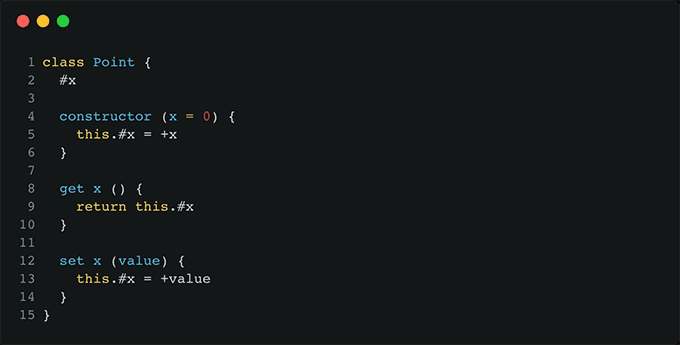 1 class Point {
2   #x
3
4   constructor (x = 0) {
5     this.#x = +x
6   }
7
8   get x () {
9     return this.#x
10   }
11
12   set x (value) {
13     this.#x = +value
14   }
15 }